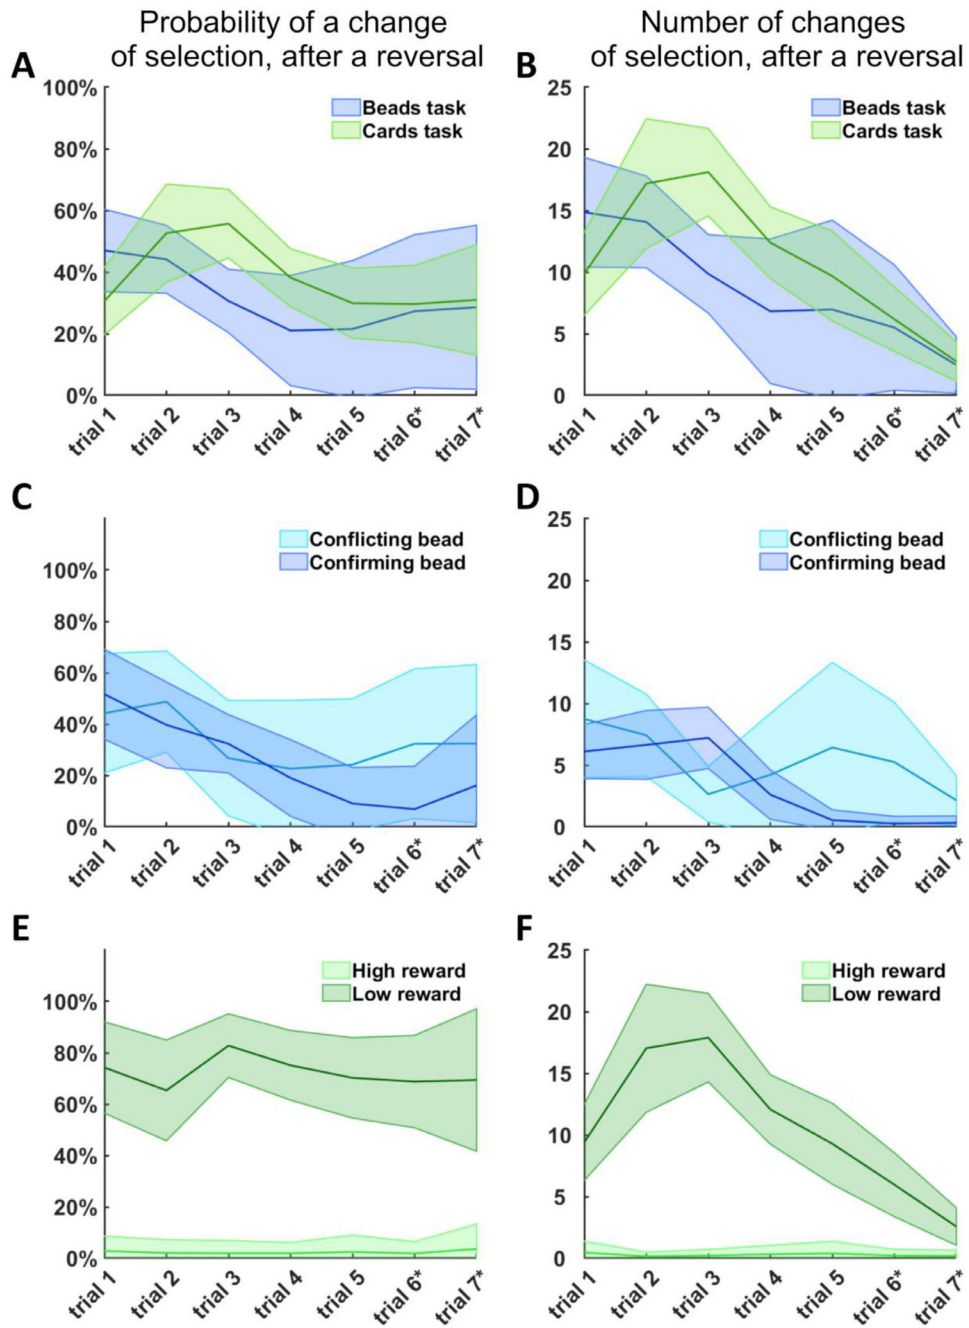 Probability of a change
of selection, after a reversal
Number of changes
of selection, after a reversal
A
100%
80%
60%
40%
20%
0%
Beads task
Cards task
trial 1
trial 2
trial 3
trial 4
trial 5
trial 6*
trial 7*
B
25
20
15
10
5
0
Beads task
Cards task
trial 1
trial 2
trial 3
trial 4
trial 5
trial 6*
trial 7*
C
100%
80%
60%
40%
20%
0%
Conflicting bead
Confirming bead
trial 1
trial 2
trial 3
trial 4
trial 5
trial 6*
trial 7*
D
25
20
15
10
5
0
Conflicting bead
Confirming bead
trial 1
trial 2
trial 3
trial 4
trial 5
trial 6*
trial 7*
E
100%
80%
60%
40%
20%
0%
High reward
Low reward
trial 1
trial 2
trial 3
trial 4
trial 5
trial 6*
trial 7*
F
25
20
15
10
5
0
High reward
Low reward
trial 1
trial 2
trial 3
trial 4
trial 5
trial 6*
trial 7*